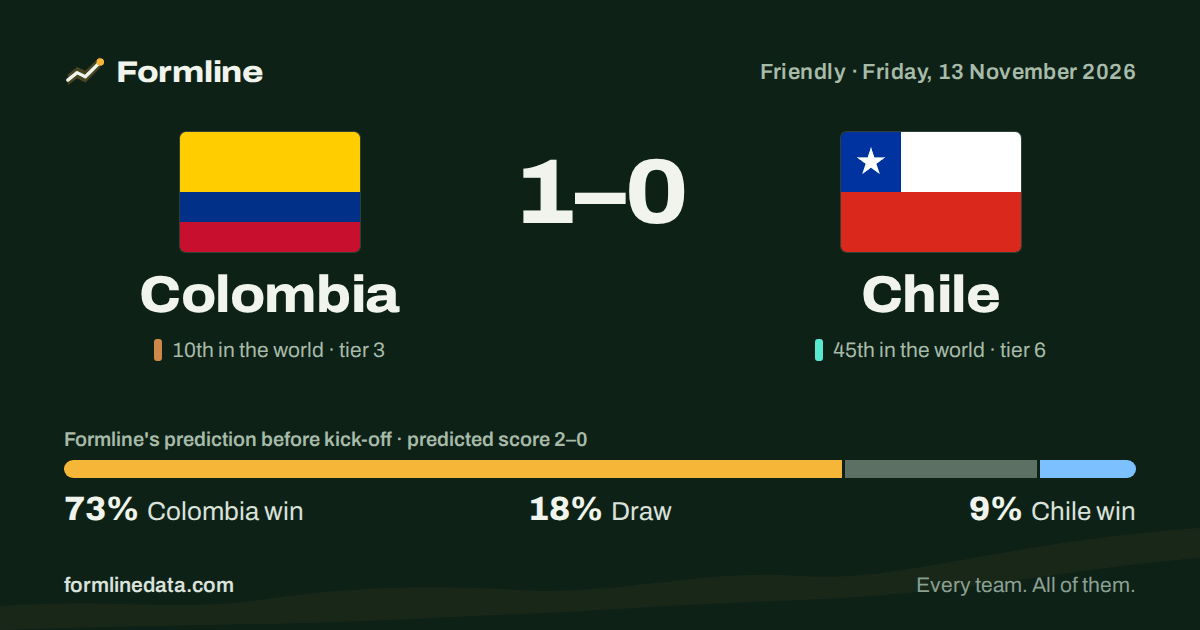 Formline
Friendly · Friday, 13 November 2026
1–0
Colombia
Chile
10th in the world · tier 3
45th in the world · tier 6
Formline's prediction before kick-off · predicted score 2–0
73% Colombia win
18% Draw
9% Chile win
formlinedata.com
Every team. All of them.